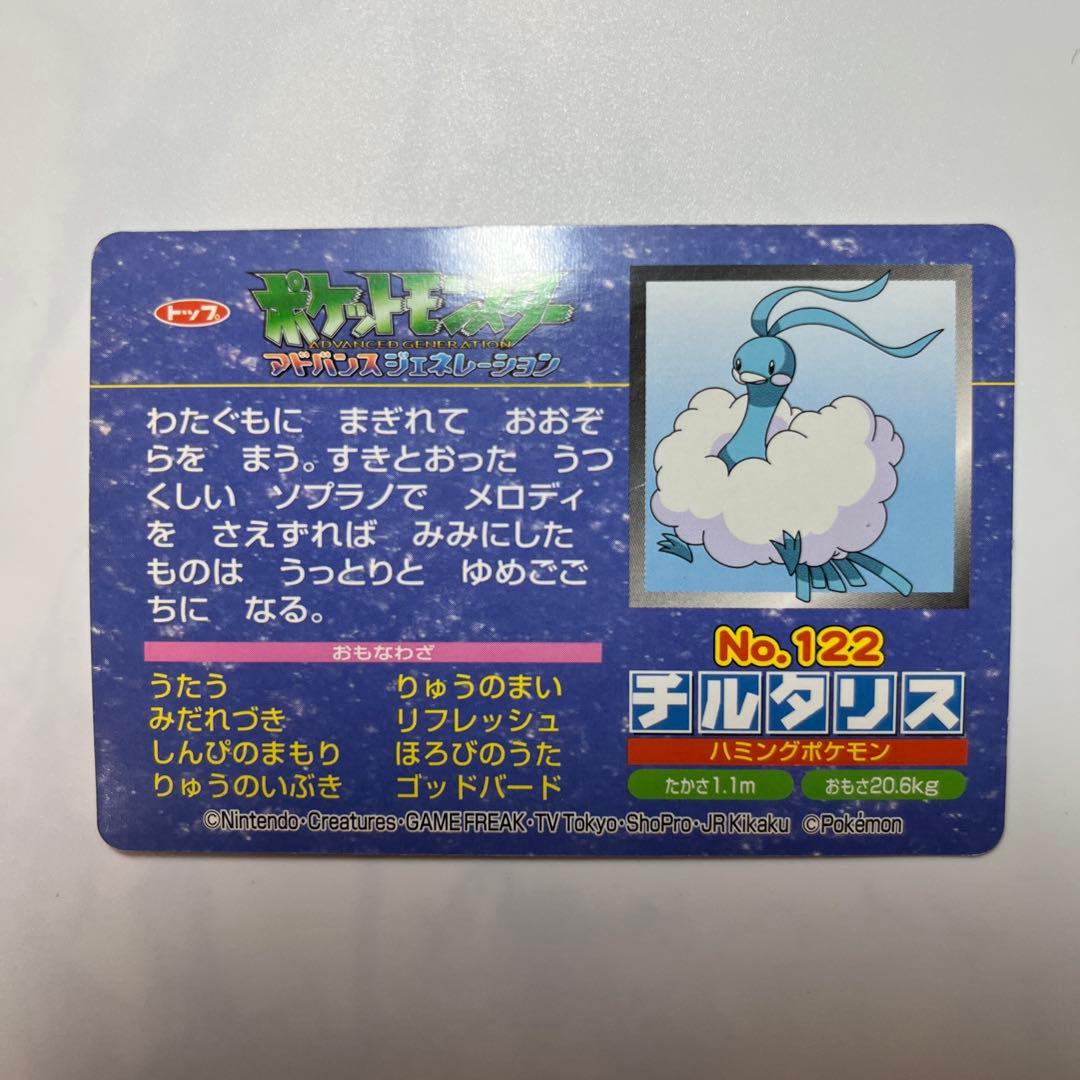 トップ。
ポケットモンスター
ADVANCED GENERATION
アドバンスジェネレーション
わたぐもに まぎれて おおぞ
らを まう。すきとおった うつ
くしい ソプラノで メロディ
を さえずれば みみにした
ものは うっとりと ゆめごご
ちに なる。
おもなわざ
うたう りゅうのまい
みだれづき リフレッシュ
しんぴのまもり ほろびのうた
りゅうのいぶき ゴッドバード
No.122
チルタリス
ハミングポケモン
たかさ1.1m おもさ20.6kg
©Nintendo・Creatures・GAME FREAK・TV Tokyo・ShoPro・JR Kikaku ©Pokémon